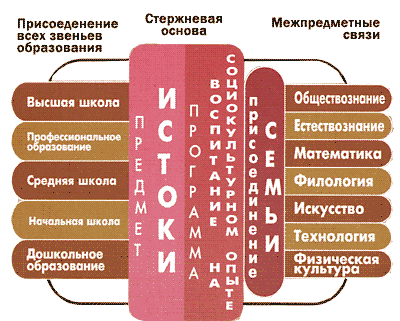 Присоединение
всех звеньев
образования
Стержневая
основа
Межпредметные
связи
Высшая школа
Профессиональное
образование
Средняя школа
Начальная школа
Дошкольное
образование
ПРЕДМЕТ
ИСТОКИ
ПРОГРАММА
ВОСПИТАНИЕ НА
СОЦИОКУЛЬТУРНОМ ОПЫТЕ
ПРИСОЕДИНЕНИЕ
СЕМЬИ
Обществознание
Естествознание
Математика
Филология
Искусство
Технология
Физическая
культура